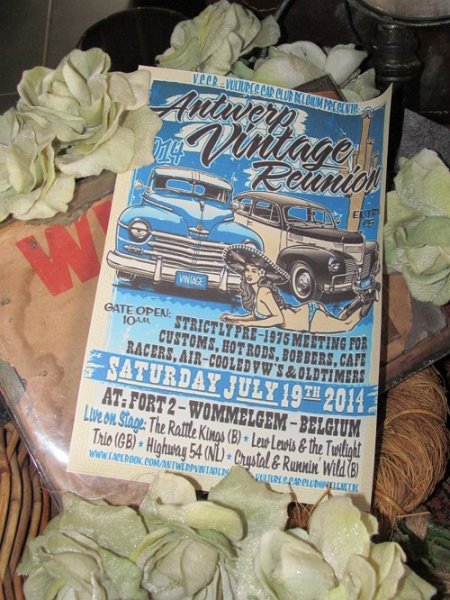 V.C.C.B - VULTURES CAR CLUB BELGIUM PRESENTS:
Antwerp
Vintage
Reunion
2014
ENTRY
VINTAGE
GATE OPEN:
10 A.M.
STRICTLY PRE-1975 MEETING FOR
CUSTOMS, HOTRODS, BOBBERS, CAFE
RACERS, AIR-COOLED VW'S & OLDTIMERS
SATURDAY JULY 19TH 2014
AT: FORT 2 - WOMMELGEM - BELGIUM
Live on Stage: The Rattle Kings (B) * Lew Lewis & the Twilight
Trio (GB) * Highway 54 (NL) * Crystal & Runnin' Wild (B)